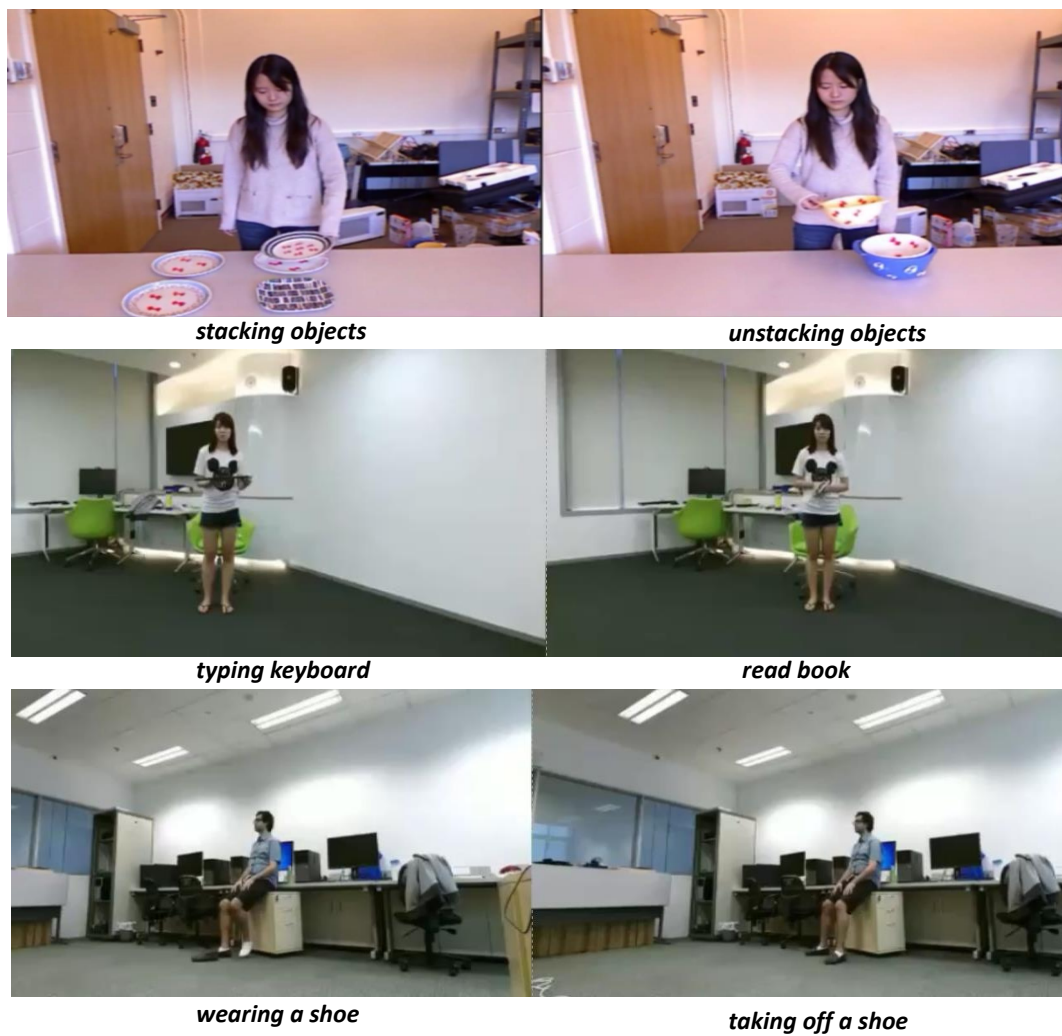 stacking objects
unstacking objects
typing keyboard
read book
wearing a shoe
taking off a shoe